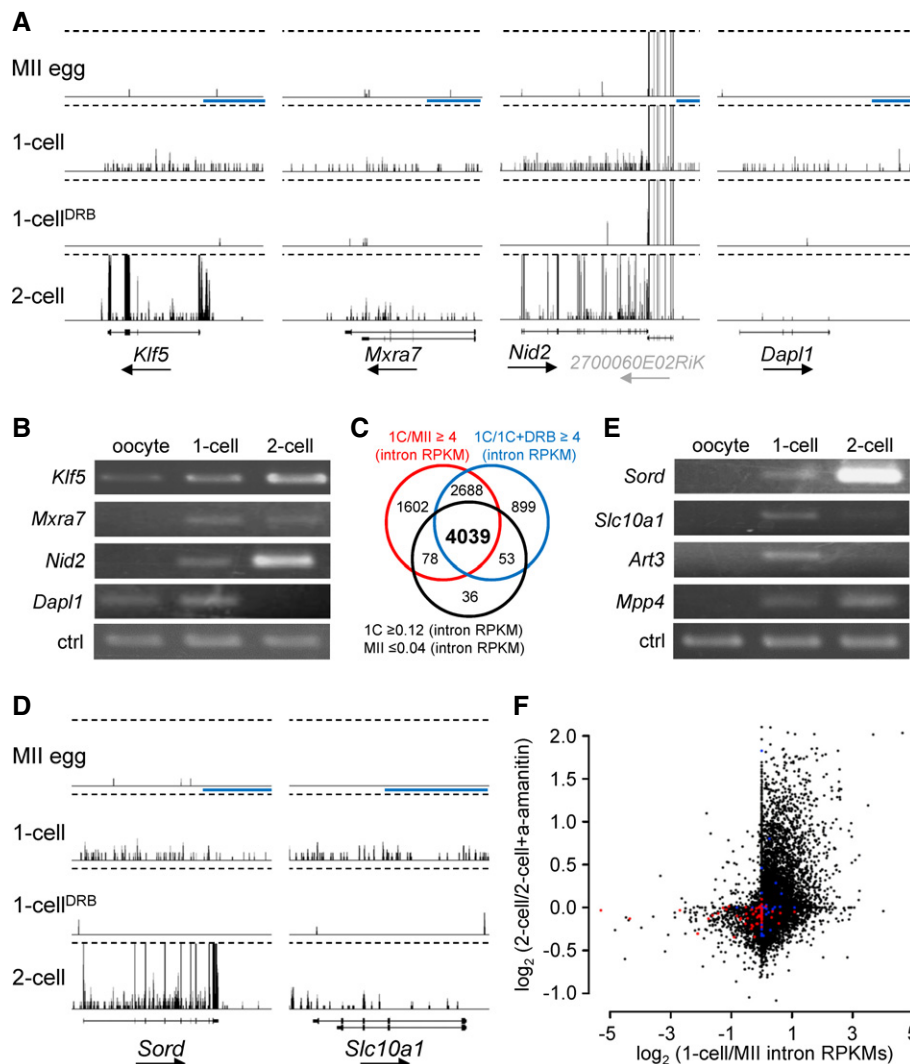 A
MII egg
1-cell
1-cellDRB
2-cell
Klf5
Mxra7
Nid2
2700060E02RiK
Dapl1
B
oocyte 1-cell 2-cell
Klf5
Mxra7
Nid2
Dapl1
ctrl
C
1C/MII ≥ 4
(intron RPKM)
1C/1C+DRB ≥ 4
(intron RPKM)
1602
2688
899
4039
78
53
36
1C ≥0.12 (intron RPKM)
MII ≤0.04 (intron RPKM)
E
oocyte 1-cell 2-cell
Sord
Slc10a1
Art3
Mpp4
ctrl
D
MII egg
1-cell
1-cellDRB
2-cell
Sord
Slc10a1
F
log2 (2-cell/2-cell+a-amanitin)
2.0
1.5
1.0
0.5
0.0
-0.5
-1.0
-5 -3 -1 1 3 5
log2 (1-cell/MII intron RPKMs)